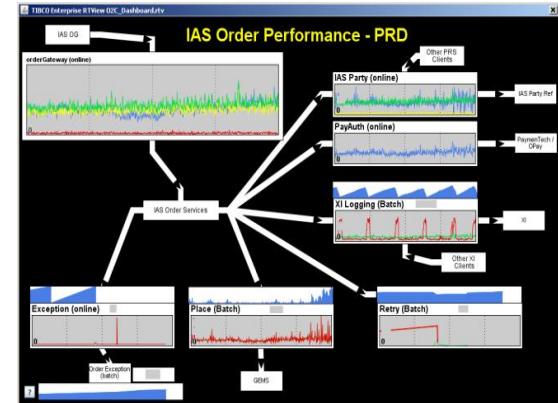 TIBCO Enterprise RTView O2C_Dashboard.rtv
IAS Order Performance - PRD
IAS OG
Other PRS
Clients
orderGateway (online)
0
IAS Party (online)
0
IAS Party Ref
PayAuth (online)
0
PaymenTech /
OPay
IAS Order Services
XI Logging (Batch)
0
XI
Other XI
Clients
Exception (online)
0
Place (Batch)
0
Retry (Batch)
0
Order Exception
(batch)
GEMS
?